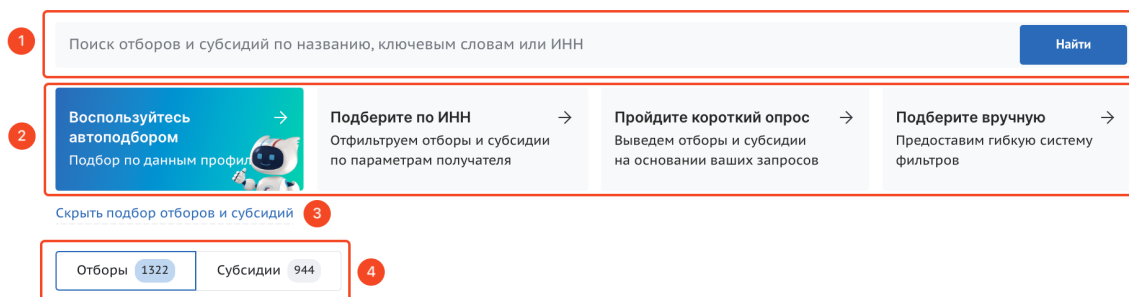 1
Поиск отборов и субсидий по названию, ключевым словам или ИНН
Найти
2
Воспользуйтесь
автоподбором
Подбор по данным
Подберите по ИНН
Отфильтруем отборы и субсидии
по параметрам получателя
Пройдите короткий опрос
Выведем отборы и субсидии
на основании ваших запросов
Подберите вручную
Предоставим гибкую систему
фильтров
Скрыть подбор отборов и субсидий
3
Отборы 1322
Субсидии 944
4